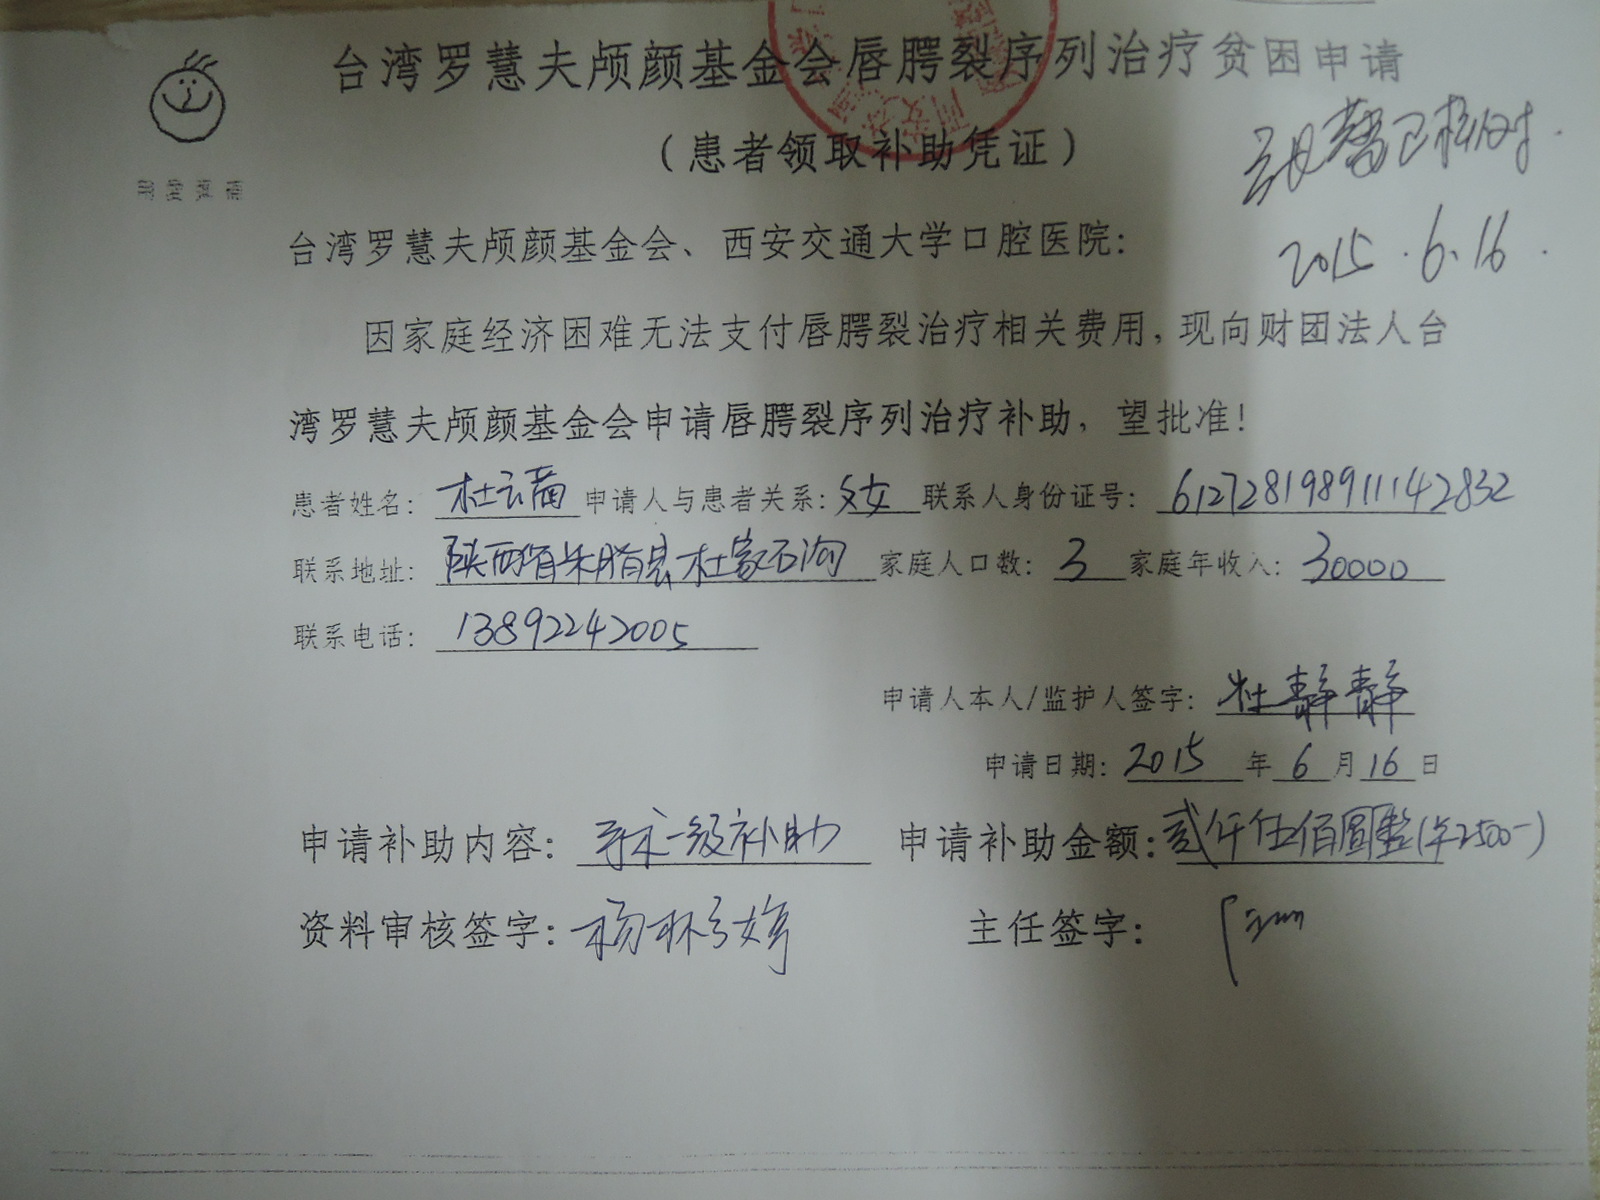 台湾罗慧夫颅颜基金会唇腭裂序列治疗贫困申请
（患者领取补助凭证）
已核对.
2015.6.16.
台湾罗慧夫颅颜基金会、西安交通大学口腔医院：
因家庭经济困难无法支付唇腭裂治疗相关费用，现向财团法人台
湾罗慧夫颅颜基金会申请唇腭裂序列治疗补助，望批准！
患者姓名： 杜云茜 申请人与患者关系：父女 联系人身份证号： 612728198911142832
联系地址： 陕西省米脂县杜家石沟 家庭人口数： 3 家庭年收入： 30000
联系电话： 13892242005
申请人本人/监护人签字： 杜静静
申请日期： 2015 年 6 月 16 日
申请补助内容： 手术一级补助 申请补助金额：贰仟伍佰圆整(￥2500-)
资料审核签字： 杨 婷 主任签字：